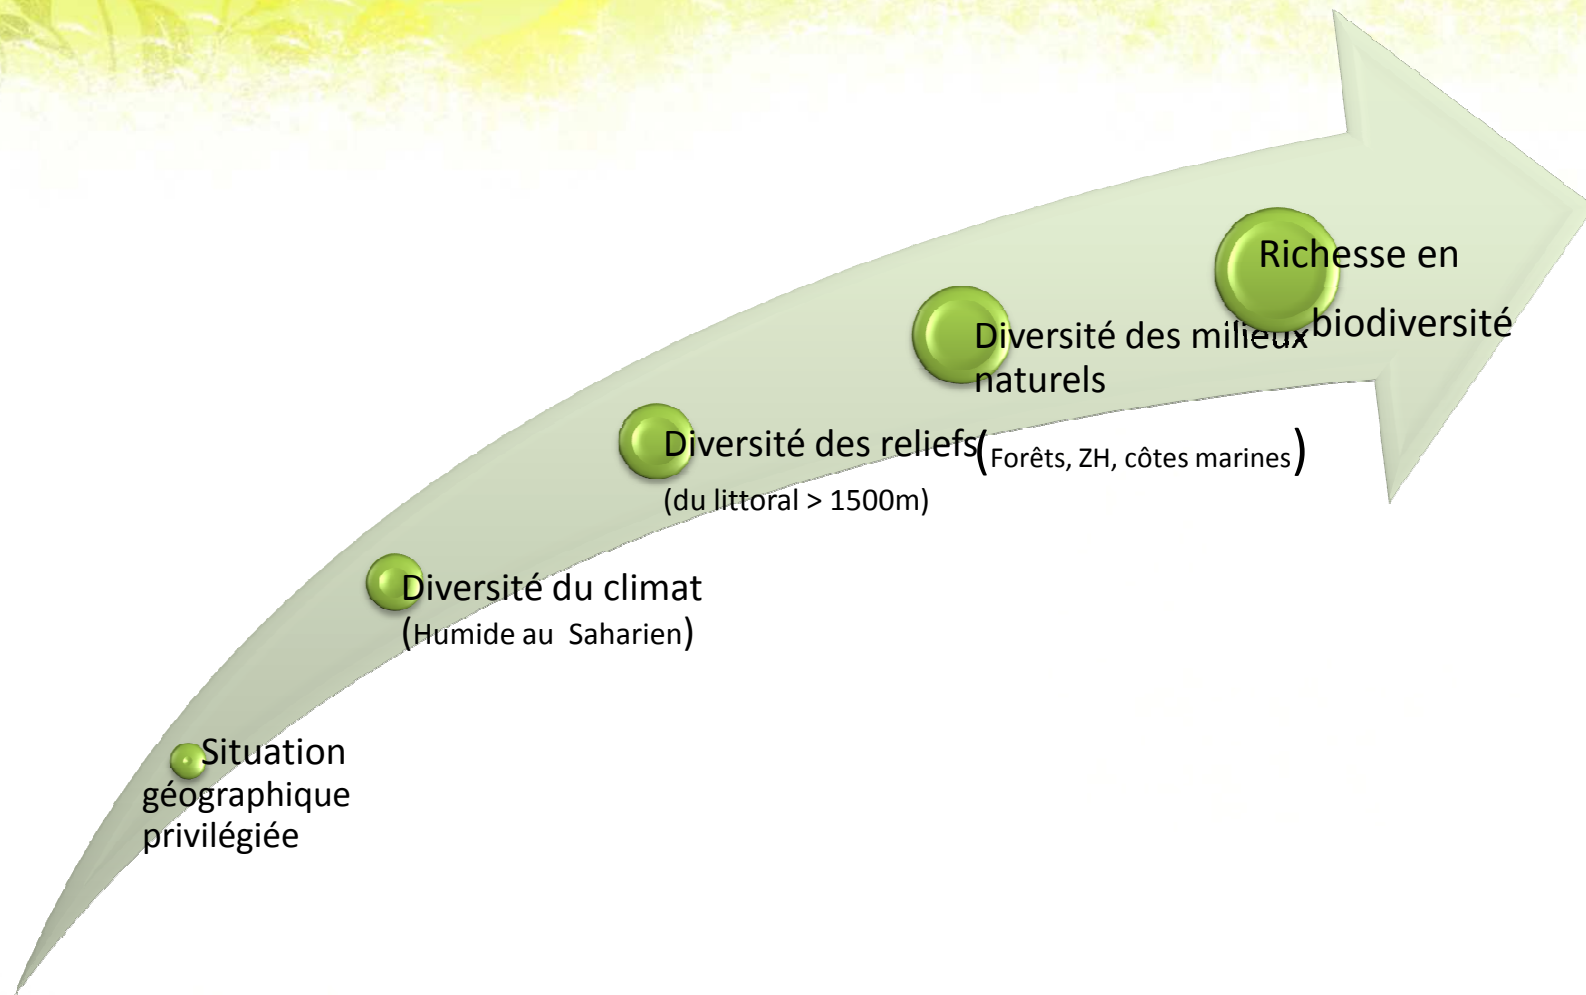 Situation
géographique
privilégiée
Diversité du climat
(Humide au Saharien)
Diversité des reliefs
(du littoral > 1500m)
Diversité des milieux
naturels
(Forêts, ZH, côtes marines)
Richesse en
biodiversité